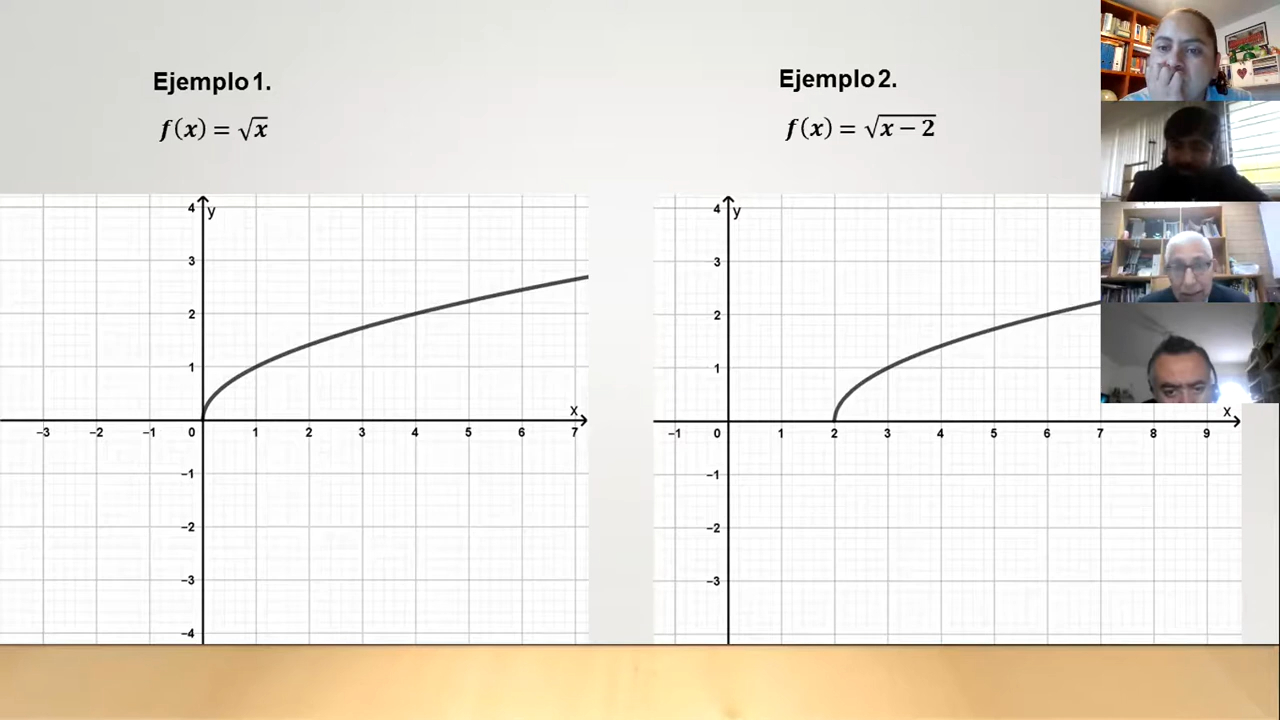 Ejemplo 1.
f(x) = √x
Ejemplo 2.
f(x) = √x − 2
4 y
3
2
1
x
−3 −2 −1 0 1 2 3 4 5 6 7
−1
−2
−3
−4
4 y
3
2
1
x
−1 0 1 2 3 4 5 6 7 8 9
−1
−2
−3